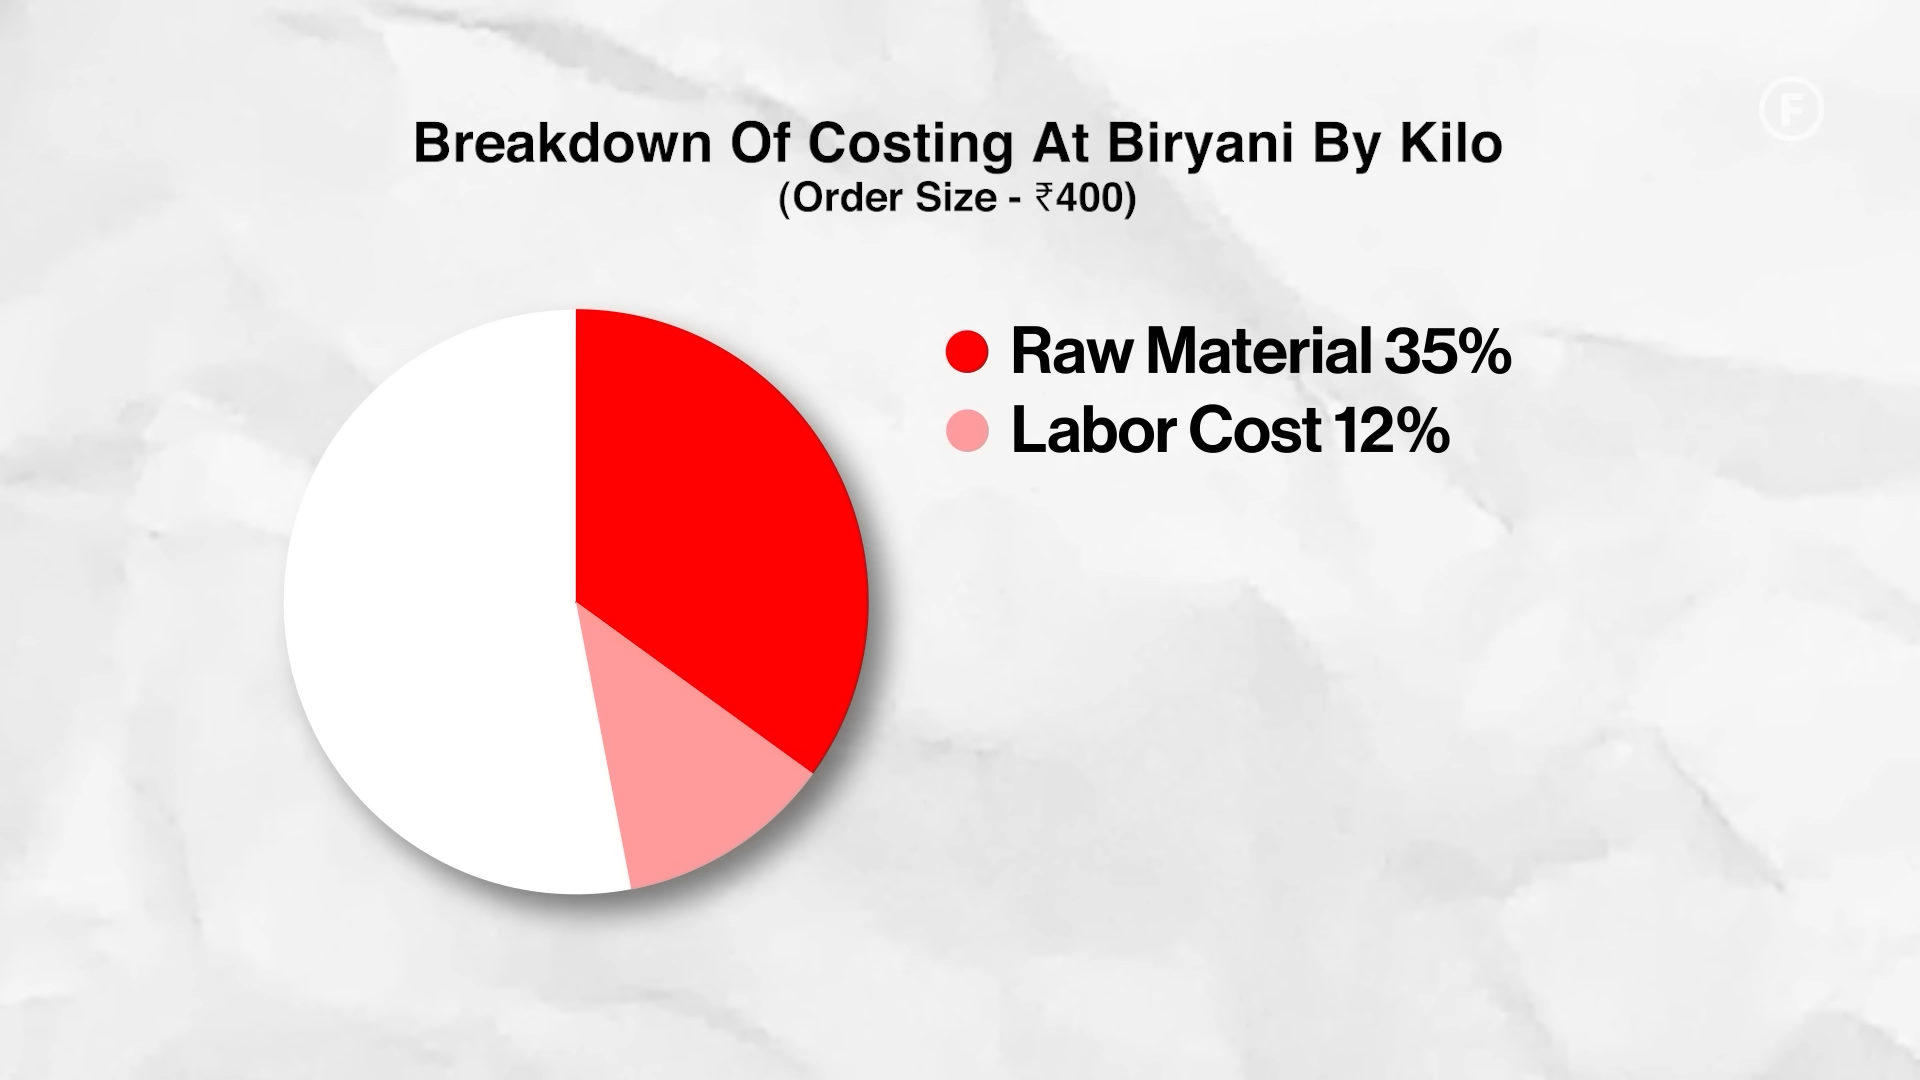 Breakdown Of Costing At Biryani By Kilo
(Order Size - ₹400)
Raw Material 35%
Labor Cost 12%
F